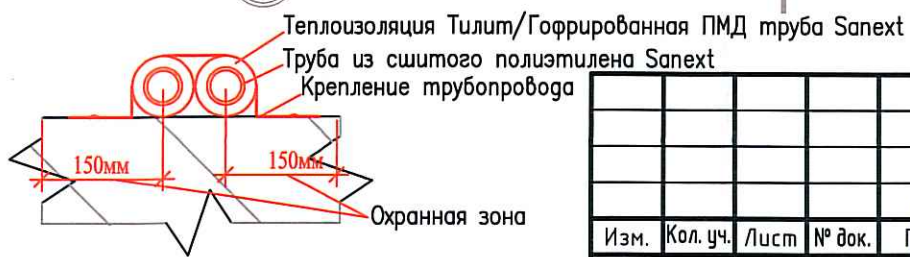 Теплоизоляция Тилит/Гофрированная ПМД труба Sanext
Труба из сшитого полиэтилена Sanext
Крепление трубопровода
150мм 150мм
Охранная зона
Изм. Кол. уч. Лист № док.